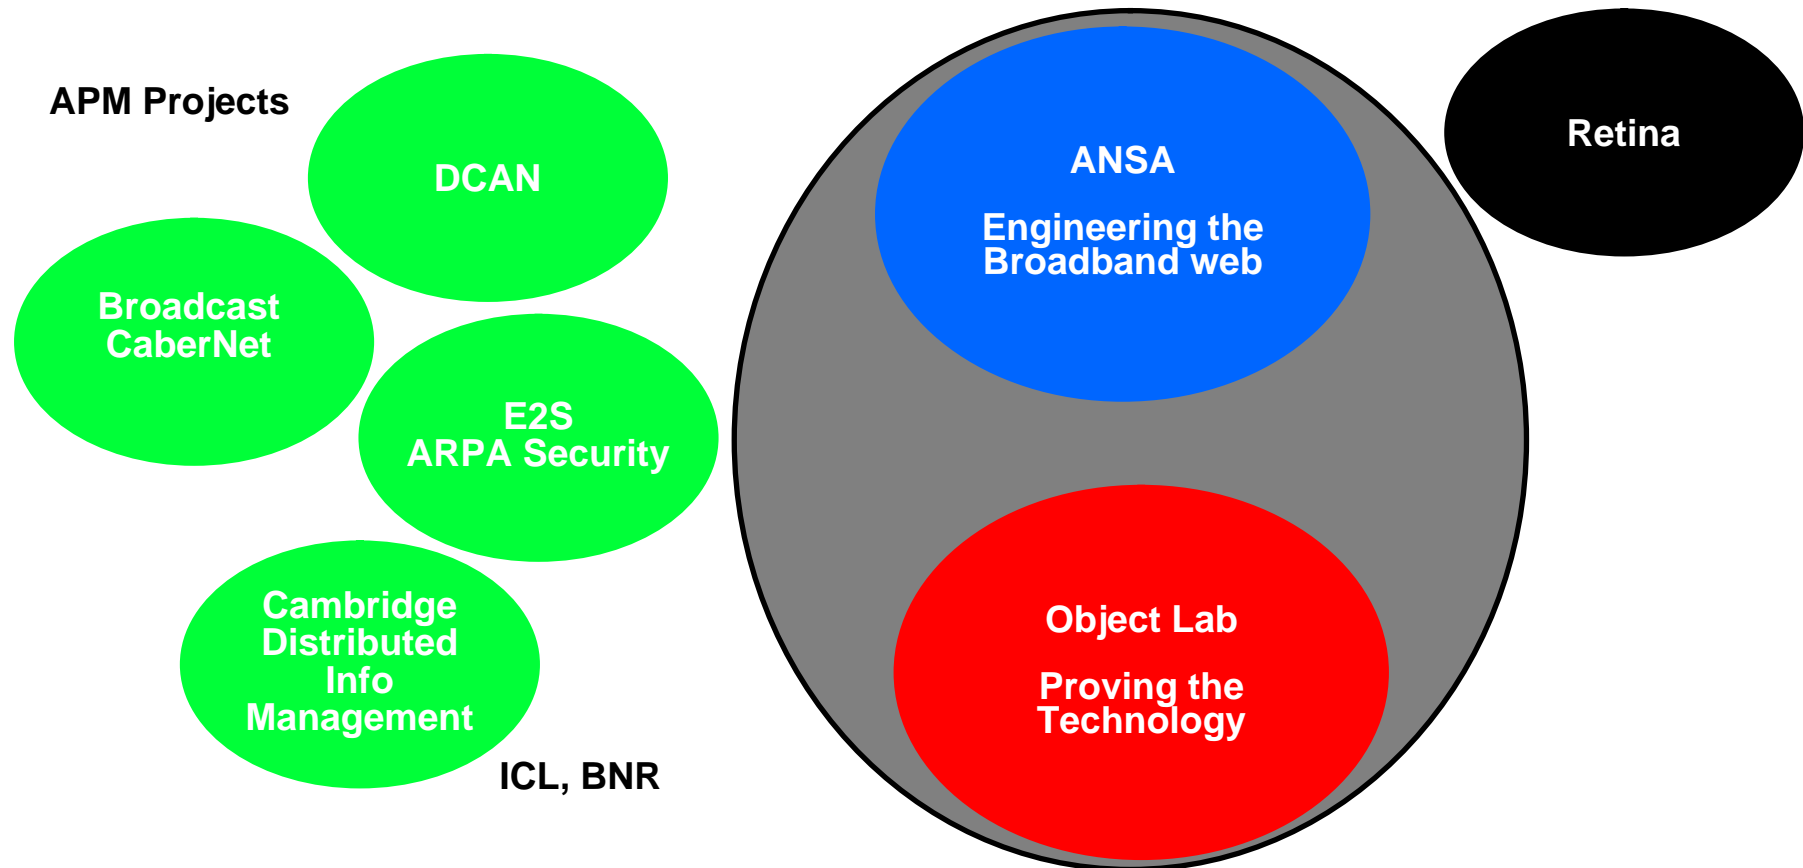 APM Projects
DCAN
Broadcast
CaberNet
E2S
ARPA Security
Cambridge
Distributed
Info
Management
ICL, BNR
ANSA
Engineering the
Broadband web
Object Lab
Proving the
Technology
Retina